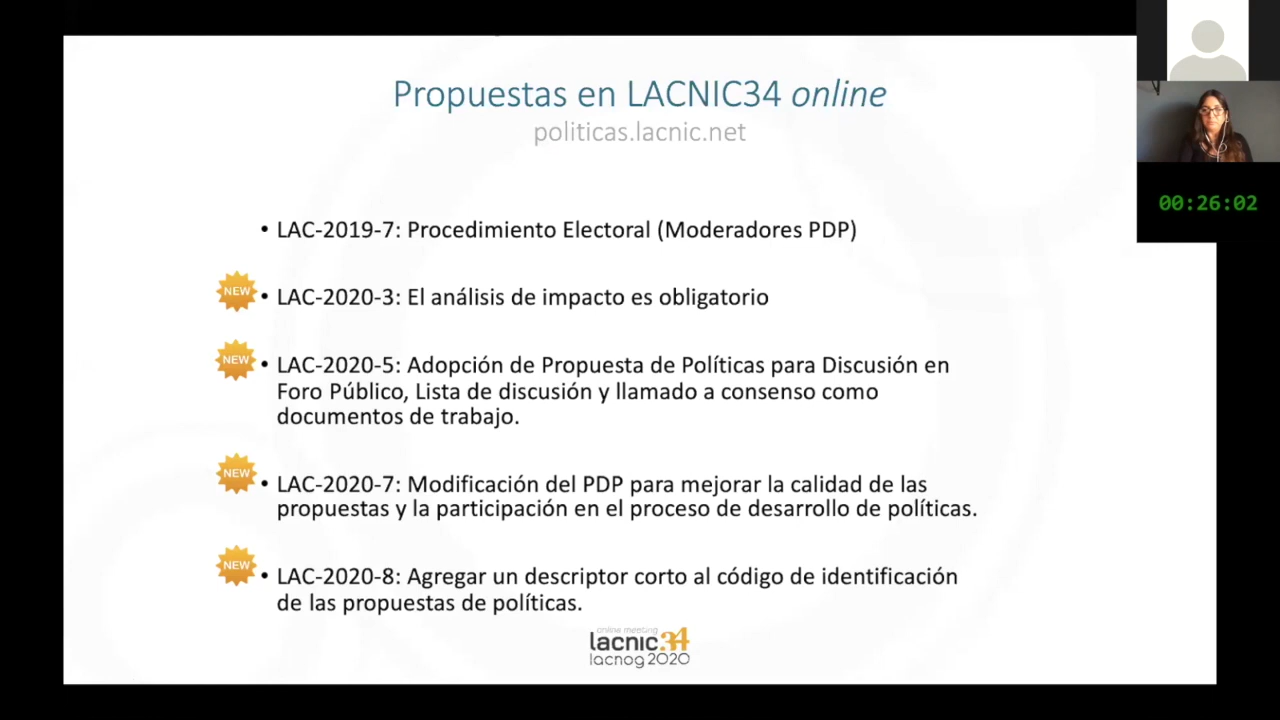 Propuestas en LACNIC34 online
politicas.lacnic.net
00:26:02
• LAC-2019-7: Procedimiento Electoral (Moderadores PDP)
NEW • LAC-2020-3: El análisis de impacto es obligatorio
NEW • LAC-2020-5: Adopción de Propuesta de Políticas para Discusión en
Foro Público, Lista de discusión y llamado a consenso como
documentos de trabajo.
NEW • LAC-2020-7: Modificación del PDP para mejorar la calidad de las
propuestas y la participación en el proceso de desarrollo de políticas.
NEW • LAC-2020-8: Agregar un descriptor corto al código de identificación
de las propuestas de políticas.
online meeting
lacnic34
lacnog 2020